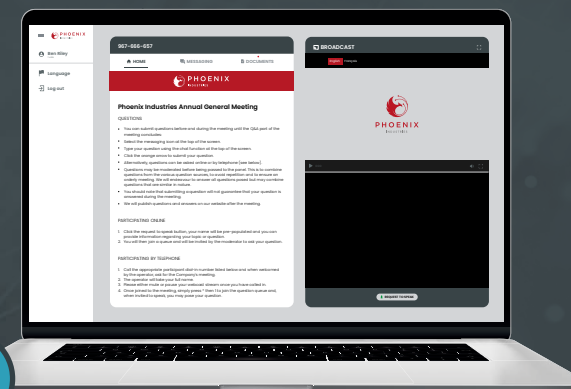 PHOENIX
INDUSTRIES
Ben Riley
Language
Log out
967-866-657
HOME
MESSAGING
DOCUMENTS
PHOENIX
INDUSTRIES
Phoenix Industries Annual General Meeting
QUESTIONS
• You can submit questions before and during the meeting until the Q&A part of the
meeting concludes.
• Select the messaging icon at the top of the screen.
• Type your question using the chat function at the top of the screen.
• Click the orange arrow to submit your question.
• Alternatively, questions can be asked online or by telephone (see below).
• Questions may be moderated before being passed to the panel. This is to combine
questions from the various question sources, to avoid repetition and to ensure an
orderly meeting. We will endeavour to answer all questions posed but may combine
questions that are similar in nature.
• You should note that submitting a question will not guarantee that your question is
answered during the meeting.
• We will publish questions and answers on our website after the meeting.
PARTICIPATING ONLINE
1. Click the request to speak button, your name will be pre-populated and you can
provide information regarding your topic or question.
2. You will then join a queue and will be invited by the moderator to ask your question.
PARTICIPATING BY TELEPHONE
1. Call the appropriate participant dial-in number listed below and when welcomed
by the operator, ask for the Company's meeting.
2. The operator will take your full name.
3. Please either mute or pause your webcast stream once you have called in.
4. Once joined to the meeting, simply press * then 1 to join the question queue and,
when invited to speak, you may pose your question.
BROADCAST
English
Français
PHOENIX
INDUSTRIES
REQUEST TO SPEAK